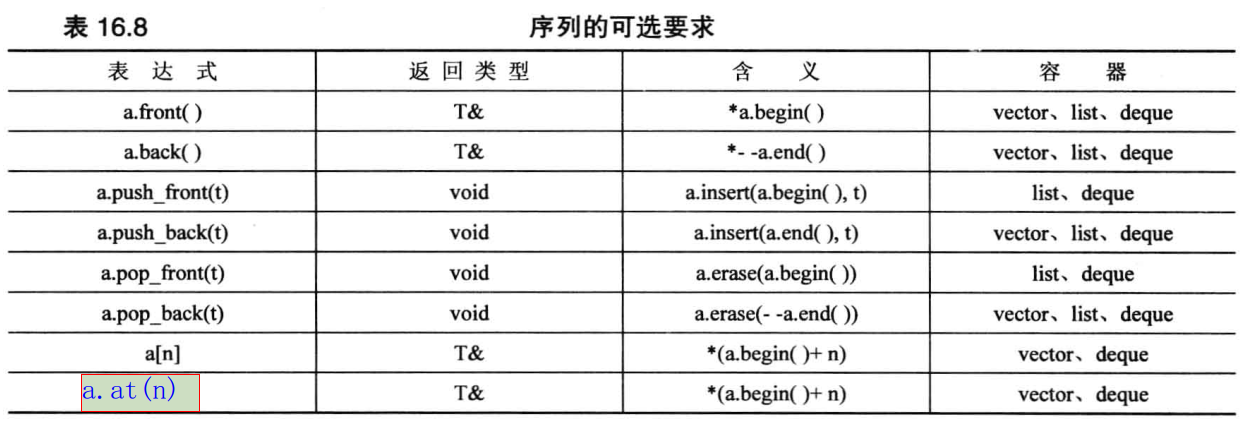 表 16.8 序列的可选要求
表 达 式 返 回 类 型 含 义 容 器
a.front( ) T& *a.begin( ) vector、list、deque
a.back( ) T& *- -a.end( ) vector、list、deque
a.push_front(t) void a.insert(a.begin( ), t) list、deque
a.push_back(t) void a.insert(a.end( ), t) vector、list、deque
a.pop_front(t) void a.erase(a.begin( )) list、deque
a.pop_back(t) void a.erase(- -a.end( )) vector、list、deque
a[n] T& *(a.begin( )+ n) vector、deque
a.at(n) T& *(a.begin( )+ n) vector、deque